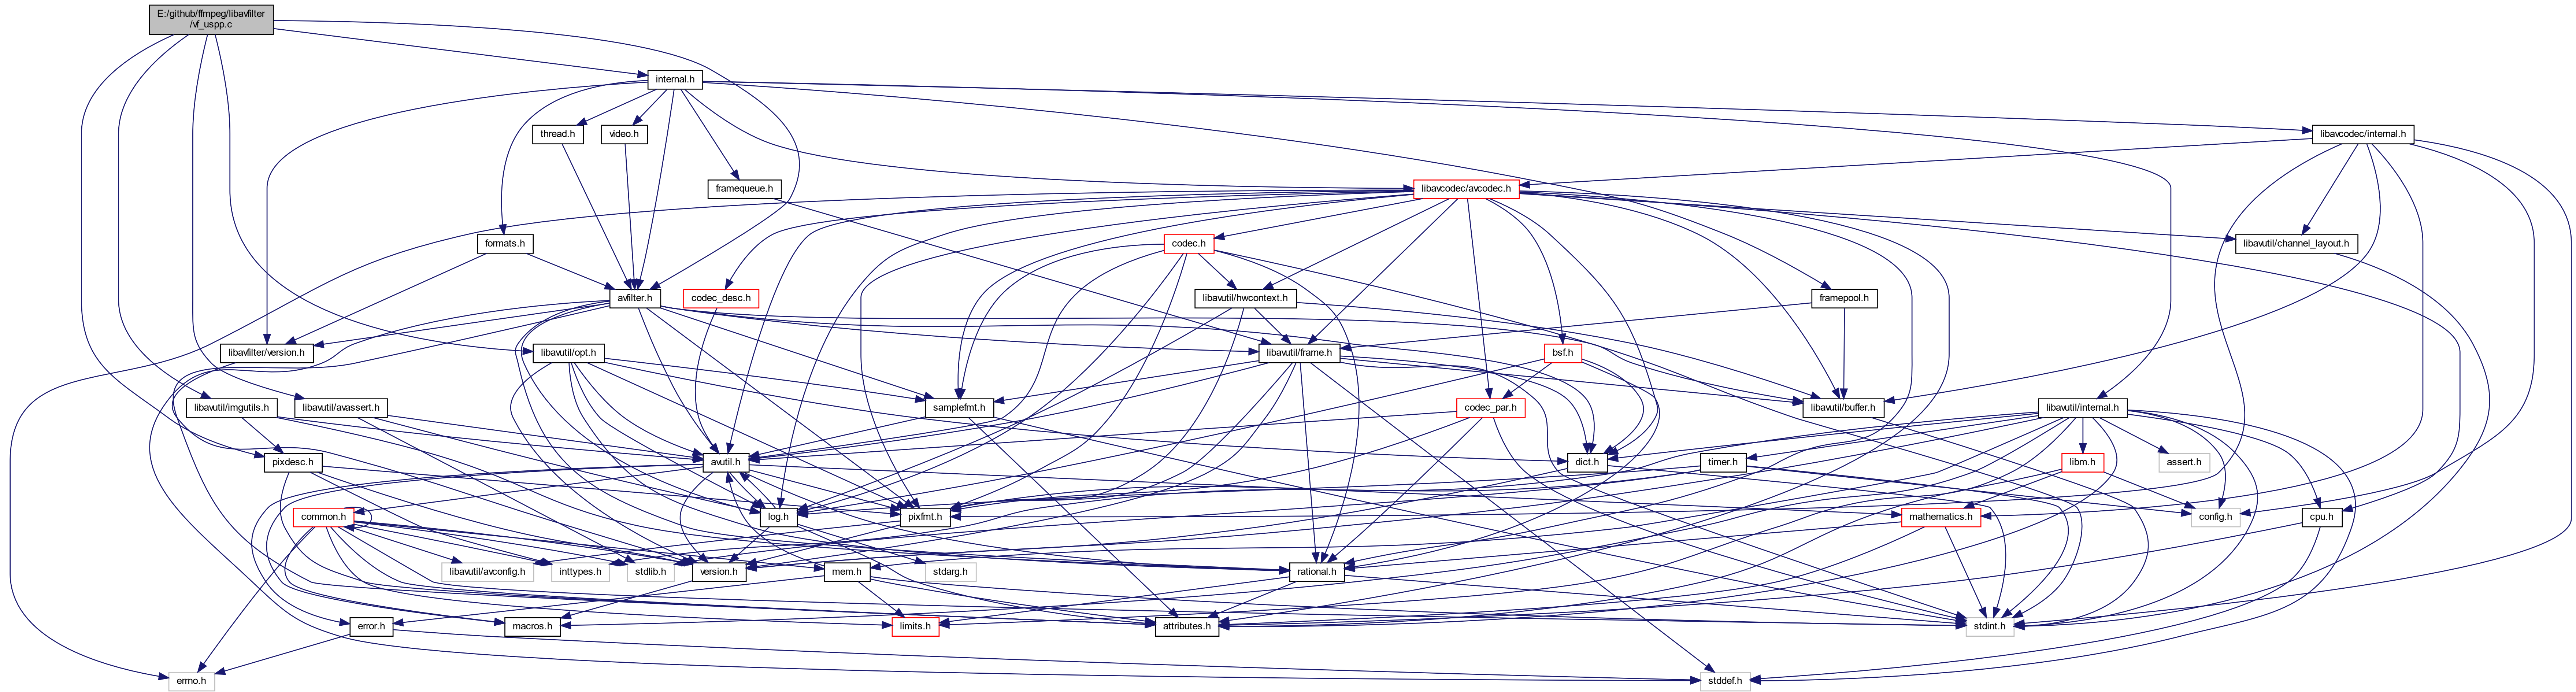 E:/github/ffmpeg/libavfilter
/vf_uspp.c
internal.h
thread.h
video.h
libavcodec/internal.h
framequeue.h
libavcodec/avcodec.h
formats.h
codec.h
libavutil/channel_layout.h
avfilter.h
codec_desc.h
libavutil/hwcontext.h
framepool.h
libavfilter/version.h
libavutil/opt.h
libavutil/frame.h
bsf.h
libavutil/imgutils.h
libavutil/avassert.h
samplefmt.h
codec_par.h
libavutil/buffer.h
libavutil/internal.h
pixdesc.h
avutil.h
dict.h
timer.h
libm.h
assert.h
common.h
log.h
pixfmt.h
mathematics.h
config.h
cpu.h
libavutil/avconfig.h
inttypes.h
stdlib.h
version.h
mem.h
stdarg.h
rational.h
error.h
macros.h
limits.h
attributes.h
stdint.h
errno.h
stddef.h